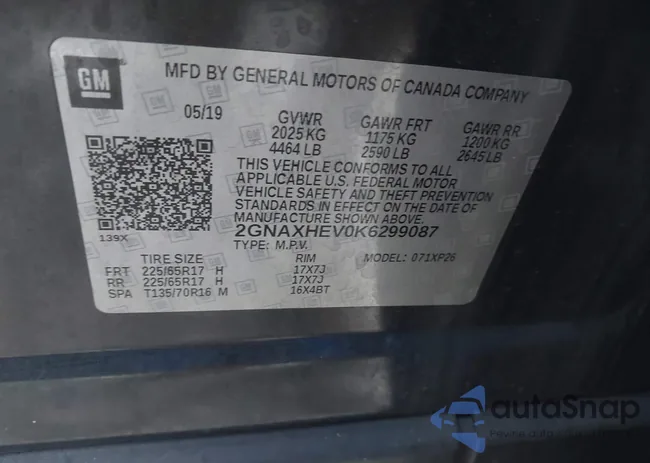 GM
MFD BY GENERAL MOTORS OF CANADA COMPANY
05/19 GVWR GAWR FRT GAWR RR
2025 KG 1175 KG 1200 KG
4464 LB 2590 LB 2645 LB
THIS VEHICLE CONFORMS TO ALL
APPLICABLE U.S. FEDERAL MOTOR
VEHICLE SAFETY AND THEFT PREVENTION
STANDARDS IN EFFECT ON THE DATE OF
MANUFACTURE SHOWN ABOVE.
139X 2GNAXHEV0K6299087
TYPE: M.P.V. MODEL: 071XP26
TIRE SIZE RIM
FRT 225/65R17 H 17X7J
RR 225/65R17 H 17X7J
SPA T135/70R16 M 16X4BT
autoSnap
Pewne auto